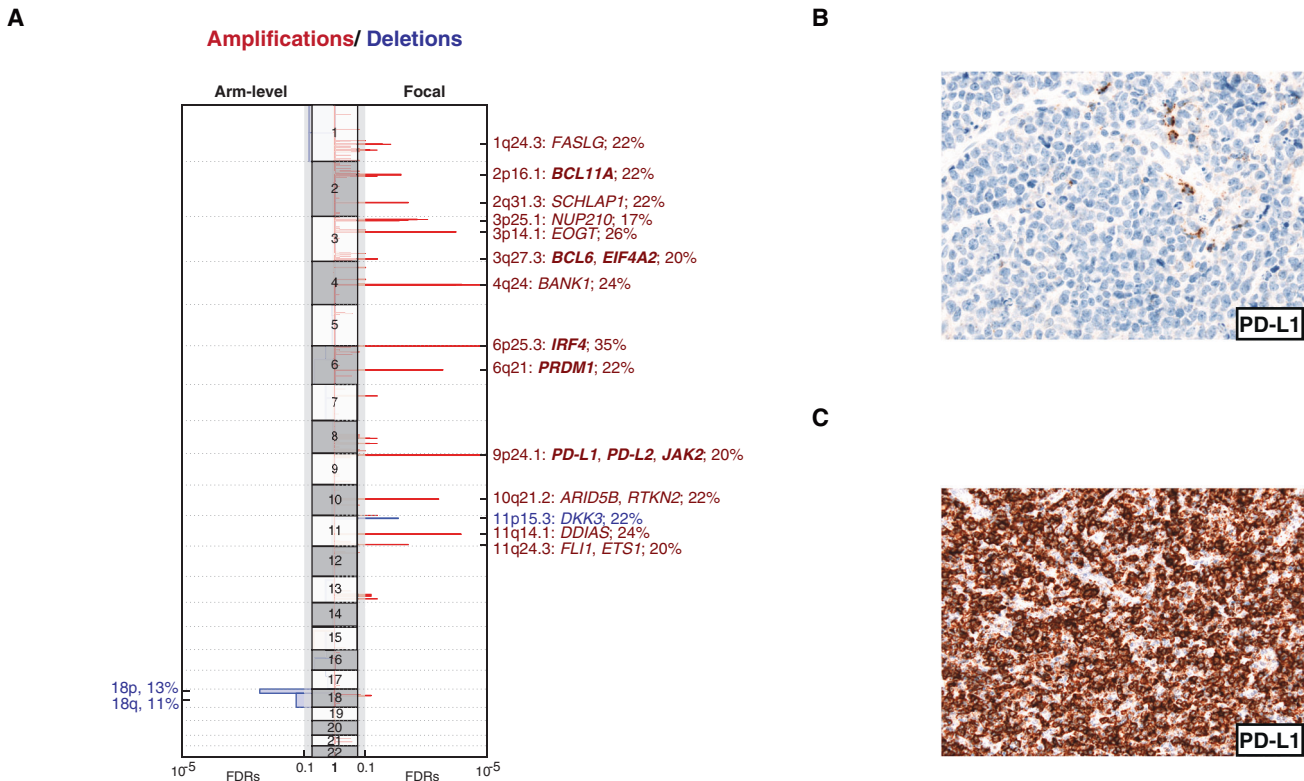 A
Amplifications/ Deletions
Arm-level
Focal
1
2
3
4
5
6
7
8
9
10
11
12
13
14
15
16
17
18
19
20
21
22
1q24.3: FASLG; 22%
2p16.1: BCL11A; 22%
2q31.3: SCHLAP1; 22%
3p25.1: NUP210; 17%
3p14.1: EOGT; 26%
3q27.3: BCL6, EIF4A2; 20%
4q24: BANK1; 24%
6p25.3: IRF4; 35%
6q21: PRDM1; 22%
9p24.1: PD-L1, PD-L2, JAK2; 20%
10q21.2: ARID5B, RTKN2; 22%
11p15.3: DKK3; 22%
11q14.1: DDIAS; 24%
11q24.3: FLI1, ETS1; 20%
18p, 13%
18q, 11%
10-5
FDRs
0.1
1
0.1
FDRs
10-5
B
PD-L1
C
PD-L1